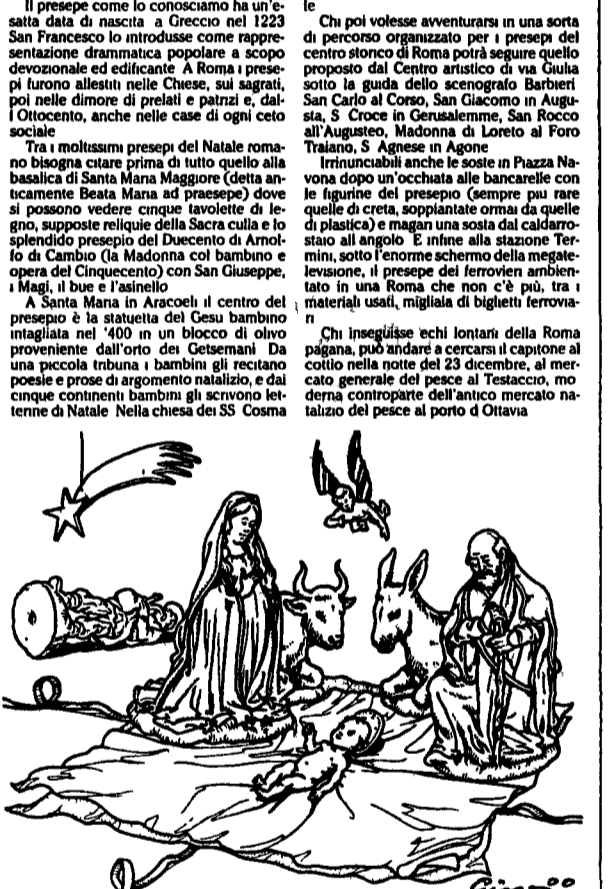 Il presepe come lo conosciamo ha un'e-
satta data di nascita a Greccio nel 1223
San Francesco lo introdusse come rappre-
sentazione drammatica popolare a scopo
devozionale ed edificante A Roma i prese-
pi furono allestiti nelle Chiese, sui sagrati,
poi nelle dimore di prelati e patrizi e, dal-
l Ottocento, anche nelle case di ogni ceto
sociale
Tra i moltissimi presepi del Natale roma-
no bisogna citare prima di tutto quello alla
basalica di Santa Maria Maggiore (detta an-
ticamente Beata Maria ad praesepe) dove
si possono vedere cinque tavolette di le-
gno, supposte reliquie della Sacra culla e lo
splendido presepio del Duecento di Arnol-
fo di Cambio (la Madonna col bambino e
opera del Cinquecento) con San Giuseppe,
i Magi, il bue e l'asinello
A Santa Maria in Aracoeli il centro del
presepio è la statuetta del Gesu bambino
intagliata nel '400 in un blocco di olivo
proveniente dall'orto dei Getsemani Da
una piccola tribuna i bambini gli recitano
poesie e prose di argomento natalizio, e dai
cinque continenti bambini gli scrivono let-
terine di Natale Nella chiesa dei SS Cosma
le
Chi poi volesse avventurarsi in una sorta
di percorso organizzato per i presepi del
centro storico di Roma potrà seguire quello
proposto dal Centro artistico di via Giulia
sotto la guida dello scenografo Barbieri
San Carlo al Corso, San Giacomo in Augu-
sta, S Croce in Gerusalemme, San Rocco
all'Augusteo, Madonna di Loreto al Foro
Traiano, S Agnese in Agone
Irrinunciabili anche le soste in Piazza Na-
vona dopo un'occhiata alle bancarelle con
le figurine del presepio (sempre piu rare
quelle di creta, soppiantate ormai da quelle
di plastica) e magari una sosta dal caldarro-
staio all angolo E infine alla stazione Ter-
mini, sotto l'enorme schermo della megate-
levisione, il presepe dei ferrovieri ambien-
tato in una Roma che non c'è più, tra i
materiali usati, migliaia di biglietti ferrovia-
ri
Chi inseguisse echi lontani della Roma
pagana, può andare a cercarsi il capitone al
cottio nella notte del 23 dicembre, al mer-
cato generale del pesce al Testaccio, mo
derna controparte dell'antico mercato na-
talizio del pesce al porto d Ottavia